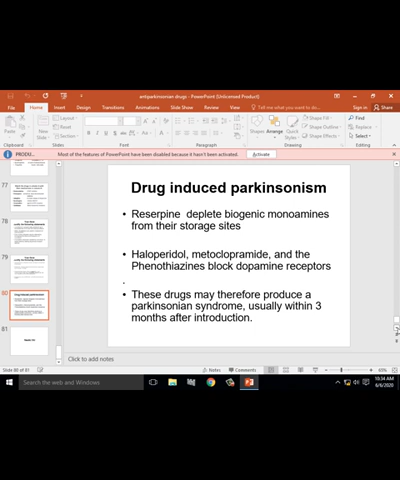 antiparkinsonian drugs - PowerPoint (Unlicensed Product)
File Home Insert Design Transitions Animations Slide Show Review View Tell me what you want to do... Sign in Share
Paste
New Slide
Layout
Reset
Section
Shapes Arrange Quick Styles
Shape Fill
Shape Outline
Shape Effects
Find
Replace
Select
Clipboard Slides Font Paragraph Drawing Editing
PRODU... Most of the features of PowerPoint have been disabled because it hasn't been activated. Activate
77
78
79
80
81
Drug induced parkinsonism
• Reserpine deplete biogenic monoamines
from their storage sites
• Haloperidol, metoclopramide, and the
Phenothiazines block dopamine receptors
.
• These drugs may therefore produce a
parkinsonian syndrome, usually within 3
months after introduction.
Click to add notes
Slide 80 of 81 Notes Comments 60%
Search the web and Windows
10:34 AM
6/6/2020